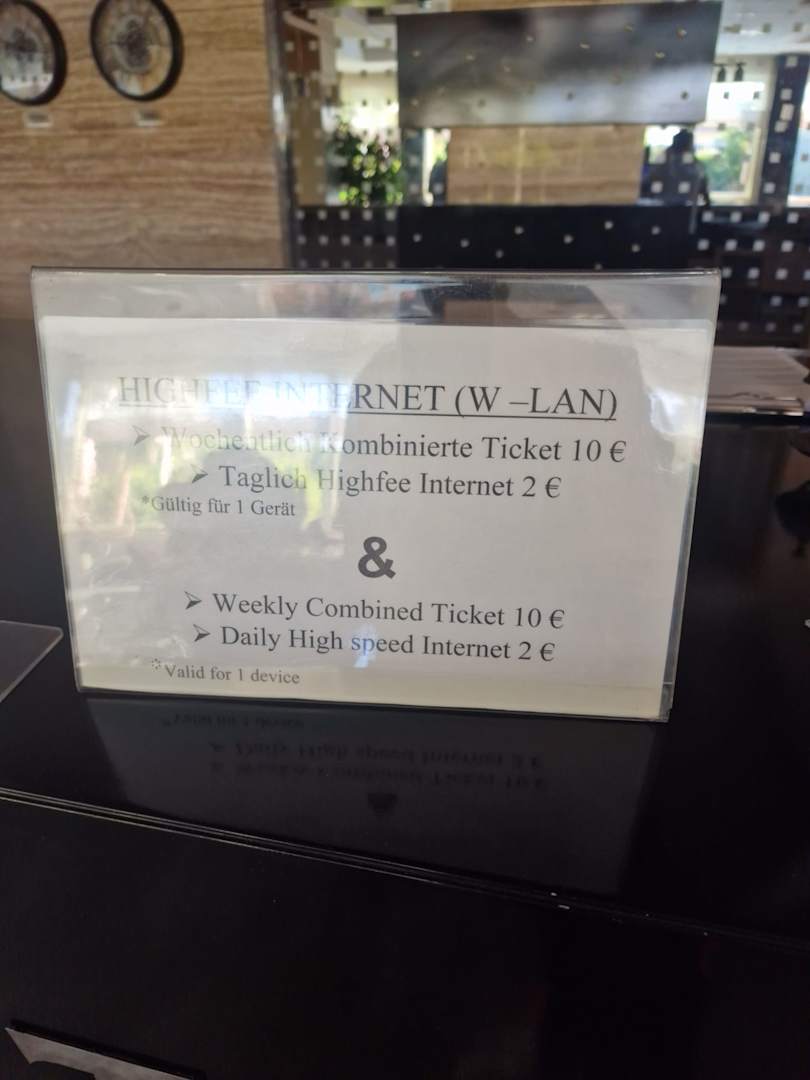 HIGHFEE INTERNET (W –LAN)
➢ Wochentlich Kombinierte Ticket 10 €
➢ Taglich Highfee Internet 2 €
*Gültig für 1 Gerät
&
➢ Weekly Combined Ticket 10 €
➢ Daily High speed Internet 2 €
*Valid for 1 device